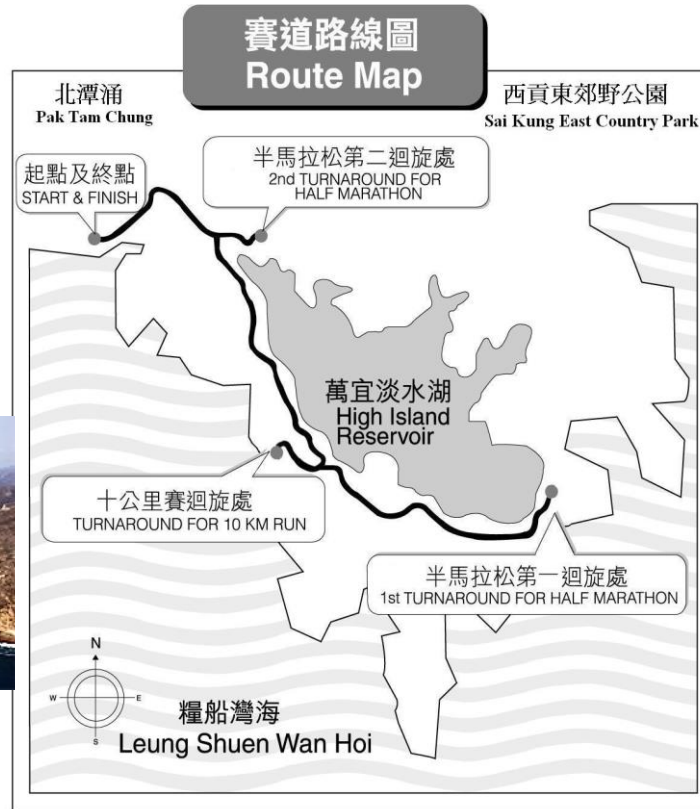 賽道路線圖
Route Map
北潭涌
Pak Tam Chung
西貢東郊野公園
Sai Kung East Country Park
起點及終點
START & FINISH
半馬拉松第二迴旋處
2nd TURNAROUND FOR
HALF MARATHON
萬宜淡水湖
High Island
Reservoir
十公里賽迴旋處
TURNAROUND FOR 10 KM RUN
半馬拉松第一迴旋處
1st TURNAROUND FOR HALF MARATHON
N
W
E
S
糧船灣海
Leung Shuen Wan Hoi